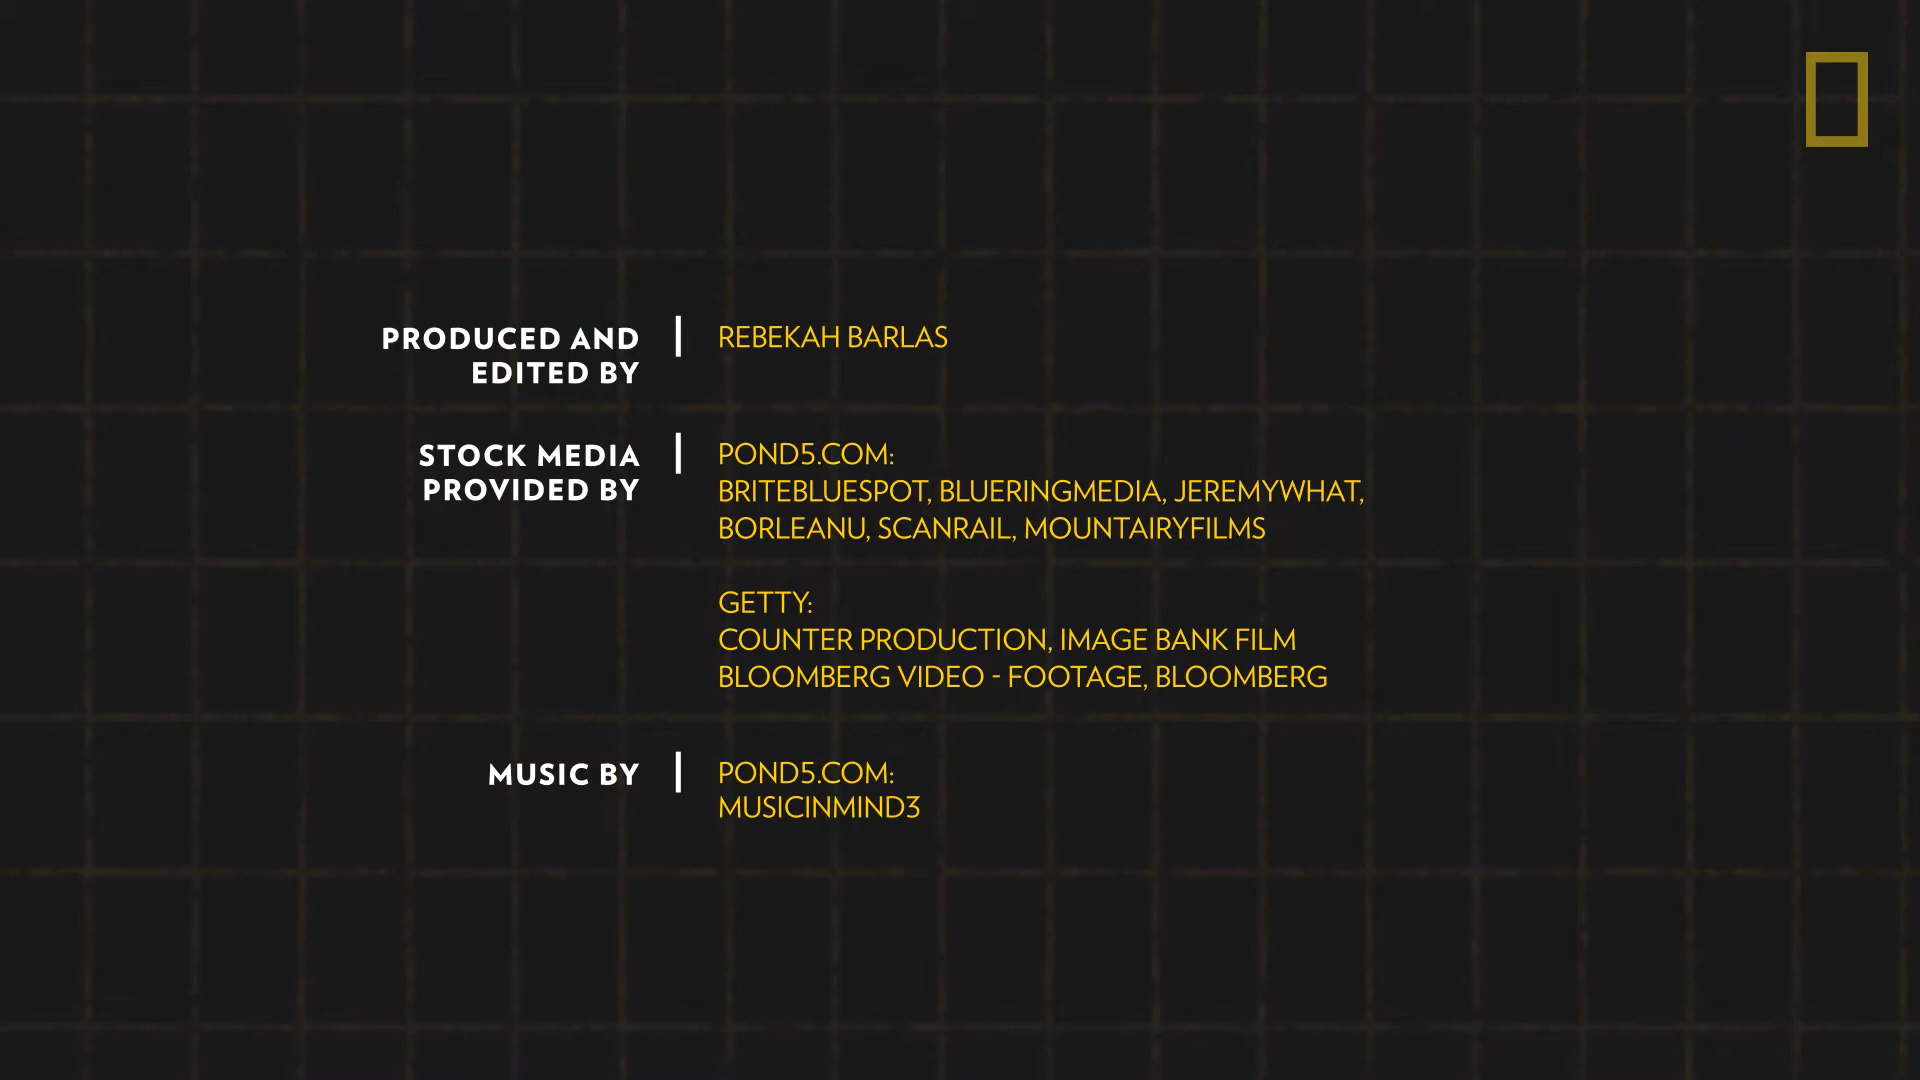 PRODUCED AND
EDITED BY
REBEKAH BARLAS
STOCK MEDIA
PROVIDED BY
POND5.COM:
BRITEBLUESPOT, BLUERINGMEDIA, JEREMYWHAT,
BORLEANU, SCANRAIL, MOUNTAIRYFILMS
GETTY:
COUNTER PRODUCTION, IMAGE BANK FILM
BLOOMBERG VIDEO - FOOTAGE, BLOOMBERG
MUSIC BY
POND5.COM:
MUSICINMIND3